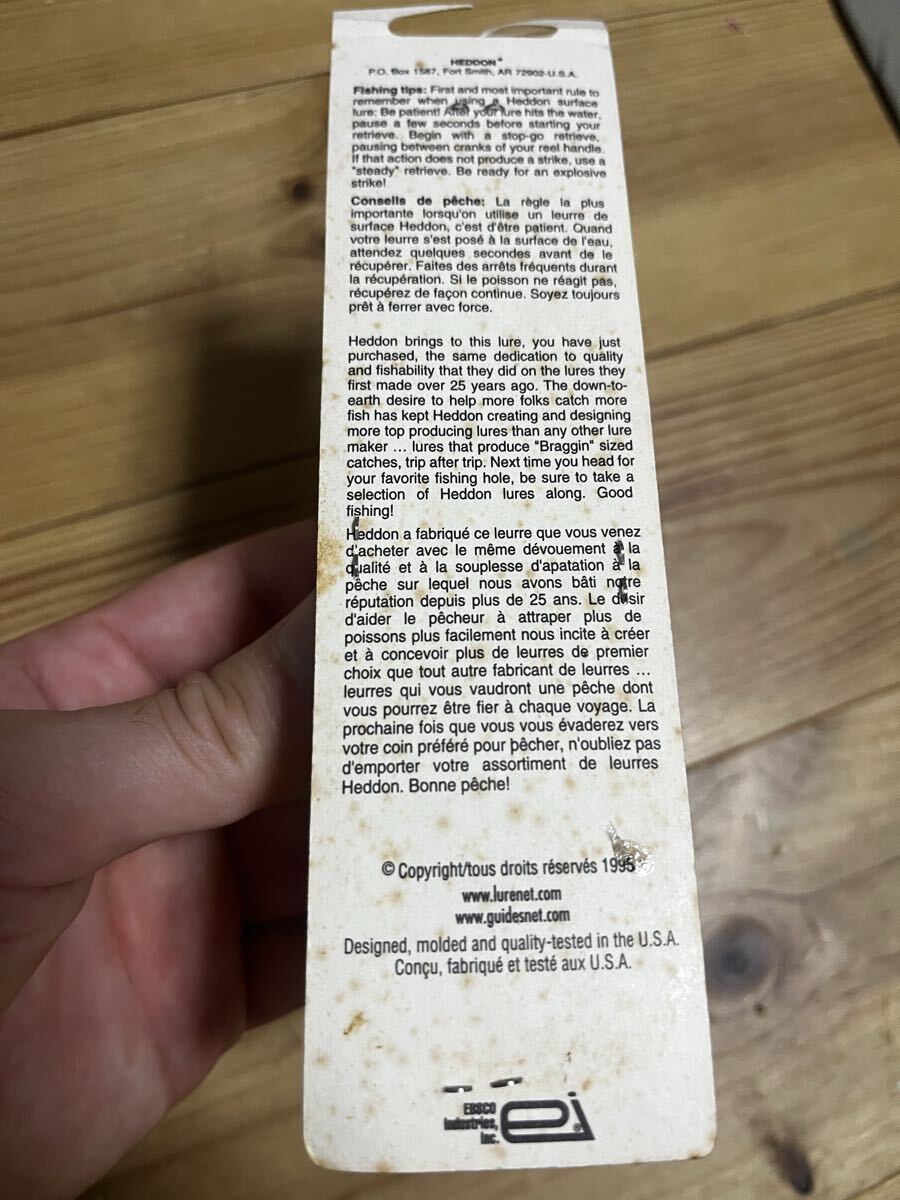 HEDDON®
P.O. Box 1587, Fort Smith, AR 72902-U.S.A.
Fishing tips: First and most important rule to
remember when using a Heddon surface
lure: Be patient! After your lure hits the water,
pause a few seconds before starting your
retrieve. Begin with a stop-go retrieve,
pausing between cranks of your reel handle.
If that action does not produce a strike, use a
"steady" retrieve. Be ready for an explosive
strike!
Conseils de pêche: La règle la plus
importante lorsqu'on utilise un leurre de
surface Heddon, c'est d'être patient. Quand
votre leurre s'est posé à la surface de l'eau,
attendez quelques secondes avant de le
récupérer. Faites des arrêts fréquents durant
la récupération. Si le poisson ne réagit pas,
récupérez de façon continue. Soyez toujours
prêt à ferrer avec force.
Heddon brings to this lure, you have just
purchased, the same dedication to quality
and fishability that they did on the lures they
first made over 25 years ago. The down-to-
earth desire to help more folks catch more
fish has kept Heddon creating and designing
more top producing lures than any other lure
maker ... lures that produce "Braggin" sized
catches, trip after trip. Next time you head for
your favorite fishing hole, be sure to take a
selection of Heddon lures along. Good
fishing!
Heddon a fabriqué ce leurre que vous venez
d'acheter avec le même dévouement à la
qualité et à la souplesse d'apatation à la
pêche sur lequel nous avons bâti notre
réputation depuis plus de 25 ans. Le désir
d'aider le pêcheur à attraper plus de
poissons plus facilement nous incite à créer
et à concevoir plus de leurres de premier
choix que tout autre fabricant de leurres ...
leurres qui vous vaudront une pêche dont
vous pourrez être fier à chaque voyage. La
prochaine fois que vous vous évaderez vers
votre coin préféré pour pêcher, n'oubliez pas
d'emporter votre assortiment de leurres
Heddon. Bonne pêche!
© Copyright/tous droits réservés 1995
www.lurenet.com
www.guidesnet.com
Designed, molded and quality-tested in the U.S.A.
Conçu, fabriqué et testé aux U.S.A.
EBSCO
Industries,
Inc.
ei®